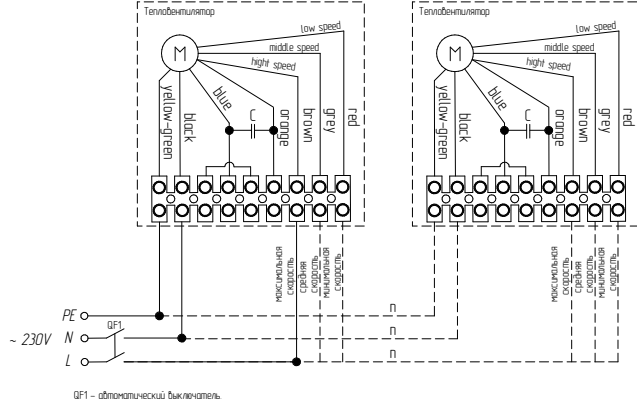 Тепловентилятор
low speed
middle speed
hight speed
M
yellow-green
black
blue
C
orange
brown
grey
red
максимальная
скорость
средняя
скорость
минимальная
скорость
Тепловентилятор
low speed
middle speed
hight speed
M
yellow-green
black
blue
C
orange
brown
grey
red
максимальная
скорость
средняя
скорость
минимальная
скорость
PE
n
~ 230V
N
QF1
n
L
n
QF1 - автоматический выключатель